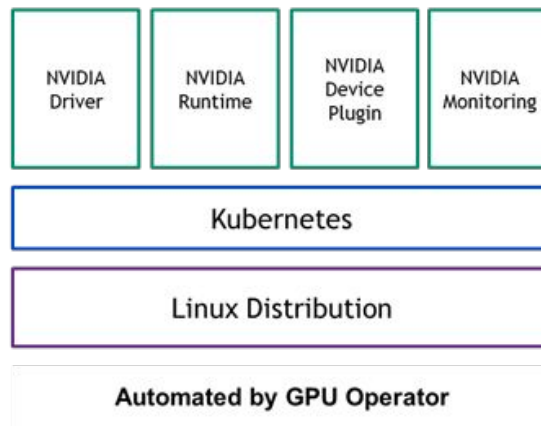 NVIDIA
Driver
NVIDIA
Runtime
NVIDIA
Device
Plugin
NVIDIA
Monitoring
Kubernetes
Linux Distribution
Automated by GPU Operator